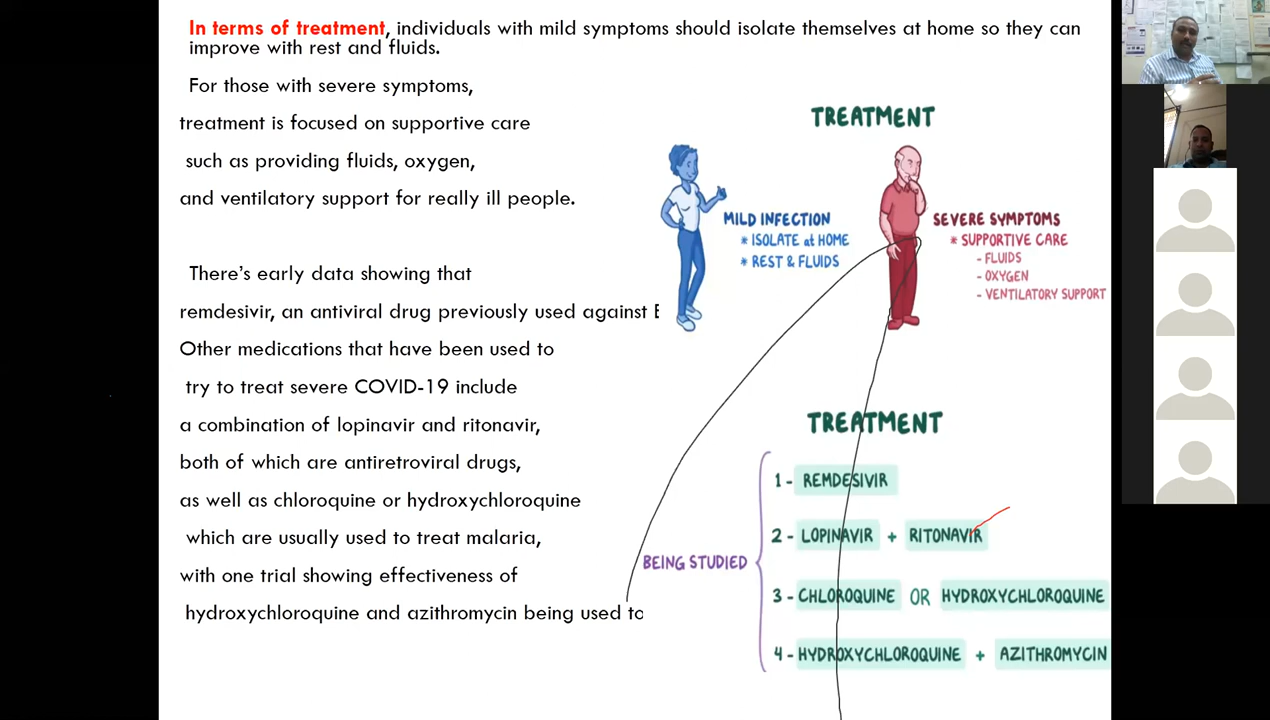 In terms of treatment, individuals with mild symptoms should isolate themselves at home so they can
improve with rest and fluids.
For those with severe symptoms,
treatment is focused on supportive care
such as providing fluids, oxygen,
and ventilatory support for really ill people.
There's early data showing that
remdesivir, an antiviral drug previously used against
Other medications that have been used to
try to treat severe COVID-19 include
a combination of lopinavir and ritonavir,
both of which are antiretroviral drugs,
as well as chloroquine or hydroxychloroquine
which are usually used to treat malaria,
with one trial showing effectiveness of
hydroxychloroquine and azithromycin being used to
TREATMENT
MILD INFECTION
* ISOLATE at HOME
* REST & FLUIDS
SEVERE SYMPTOMS
* SUPPORTIVE CARE
- FLUIDS
- OXYGEN
- VENTILATORY SUPPORT
TREATMENT
BEING STUDIED
1 - REMDESIVIR
2 - LOPINAVIR + RITONAVIR
3 - CHLOROQUINE OR HYDROXYCHLOROQUINE
4 - HYDROXYCHLOROQUINE + AZITHROMYCIN